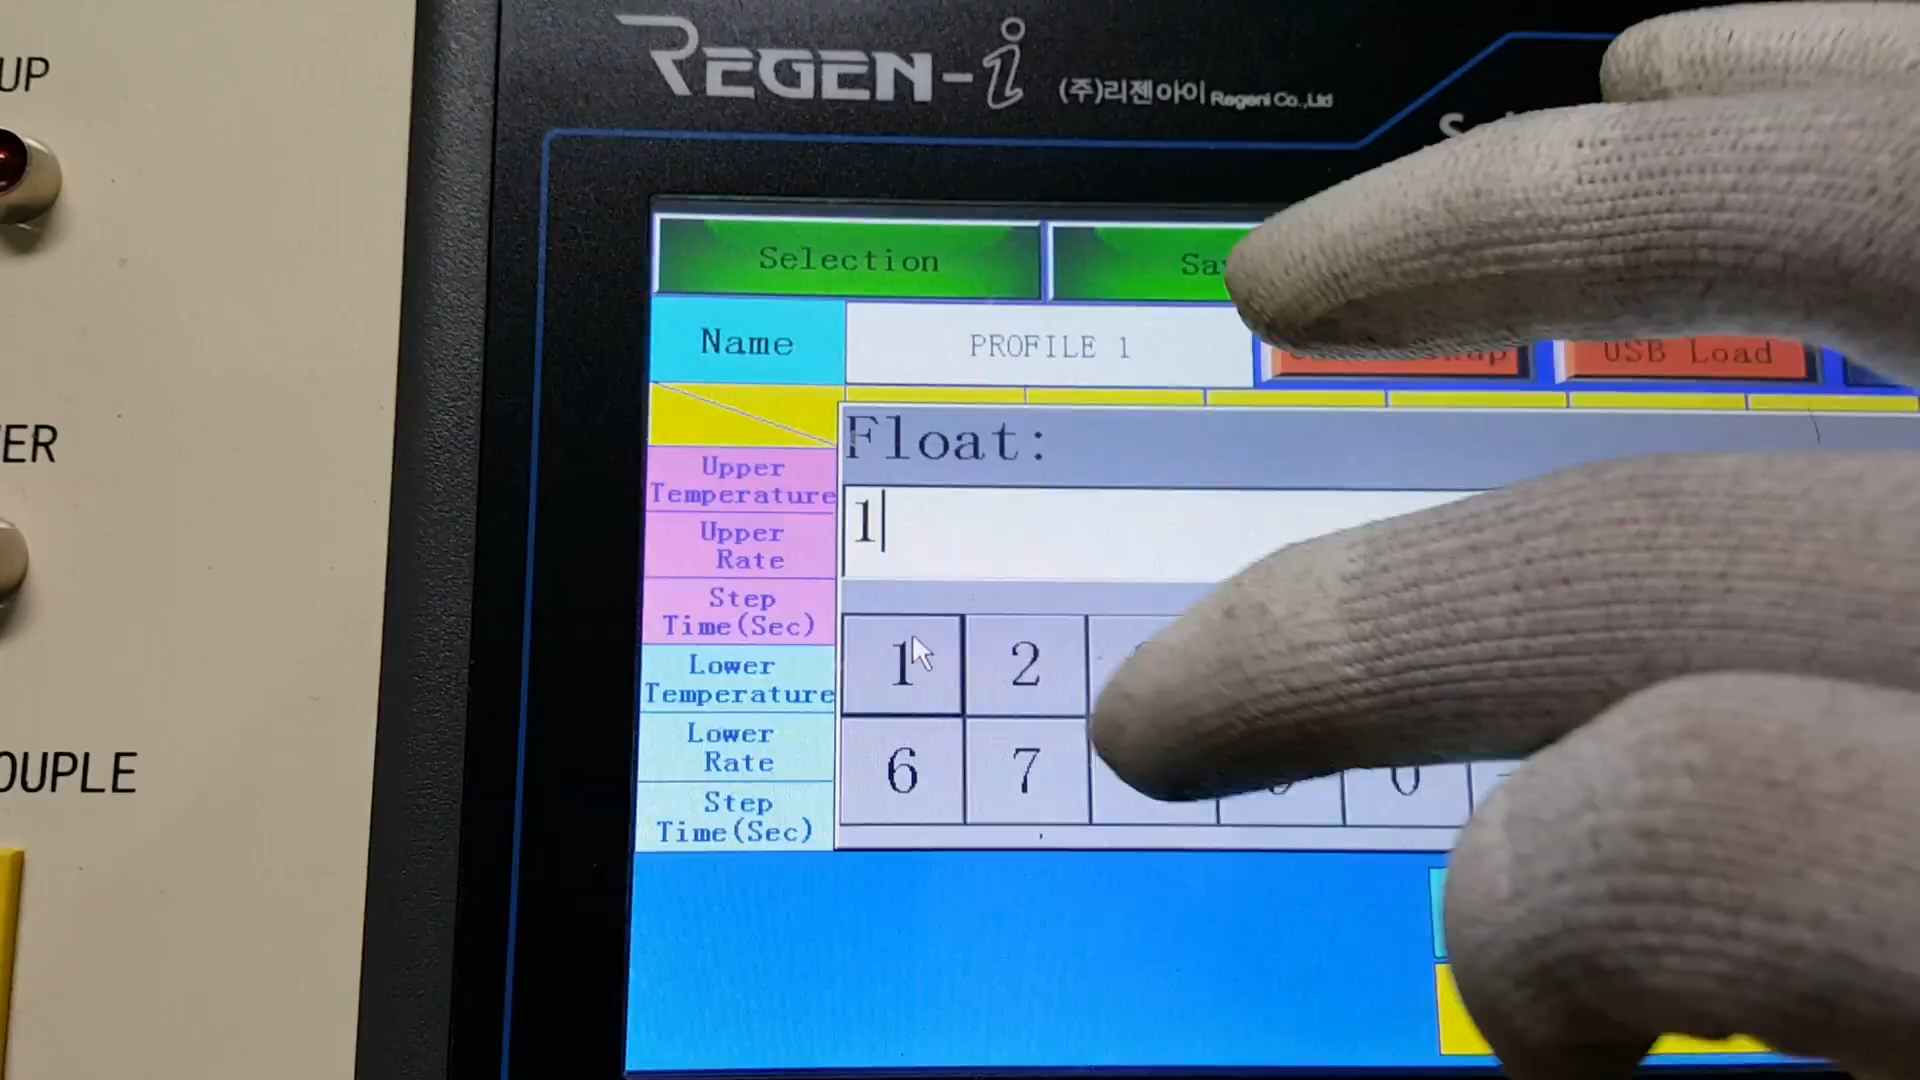 UP
REGEN-i (주)리젠아이 Regeni Co.,Ltd
ER
Selection
Name
PROFILE 1
USB Load
Float:
Upper
Temperature
1
Upper
Rate
Step
Time(Sec)
1 2
Lower
Temperature
Lower
Rate
6 7
OUPLE
Step
Time(Sec)